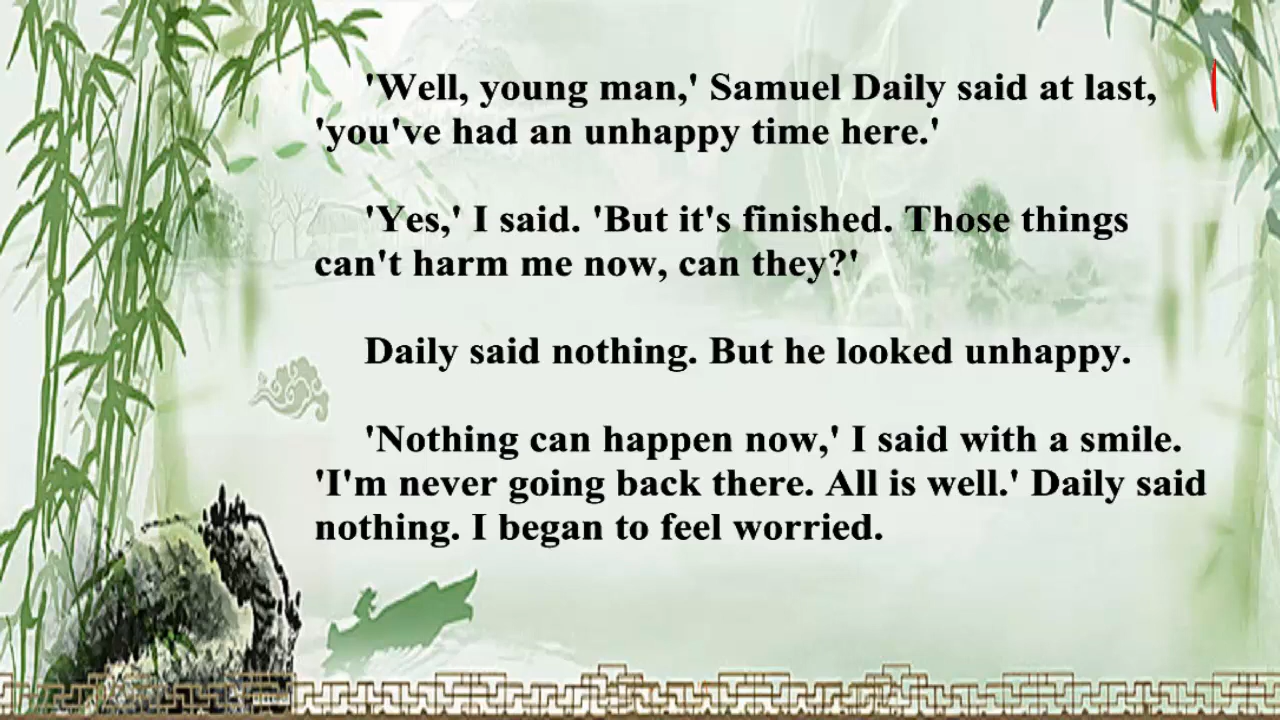 'Well, young man,' Samuel Daily said at last,
'you've had an unhappy time here.'
'Yes,' I said. 'But it's finished. Those things
can't harm me now, can they?'
Daily said nothing. But he looked unhappy.
'Nothing can happen now,' I said with a smile.
'I'm never going back there. All is well.' Daily said
nothing. I began to feel worried.